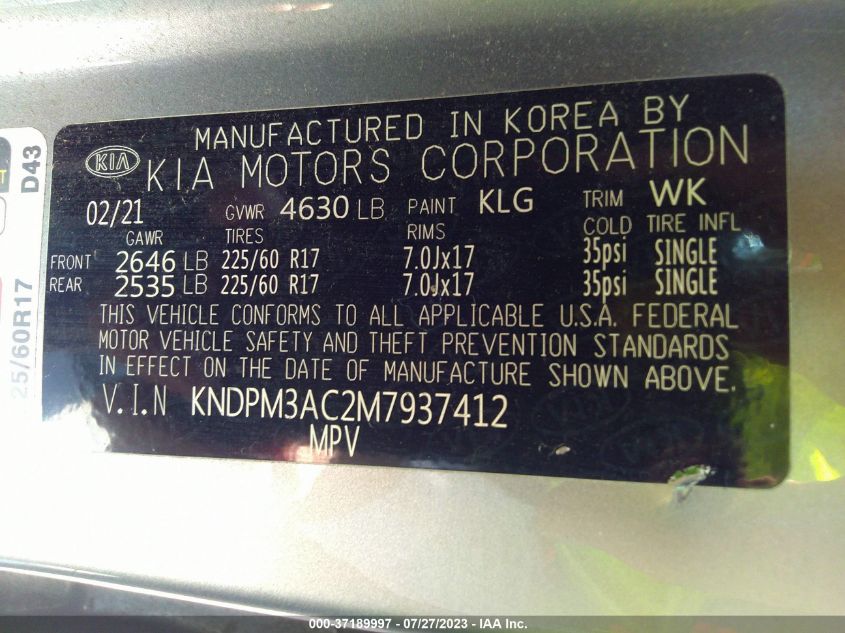 MANUFACTURED IN KOREA BY
KIA KIA MOTORS CORPORATION
02/21 GVWR 4630 LB PAINT KLG TRIM WK
GAWR TIRES RIMS COLD TIRE INFL
FRONT 2646 LB 225/60 R17 7.0Jx17 35psi SINGLE
REAR 2535 LB 225/60 R17 7.0Jx17 35psi SINGLE
THIS VEHICLE CONFORMS TO ALL APPLICABLE U.S.A. FEDERAL
MOTOR VEHICLE SAFETY AND THEFT PREVENTION STANDARDS
IN EFFECT ON THE DATE OF MANUFACTURE SHOWN ABOVE.
V.I.N KNDPM3AC2M7937412
MPV
D43
25/60R17
000-37189997 - 07/27/2023 - IAA Inc.